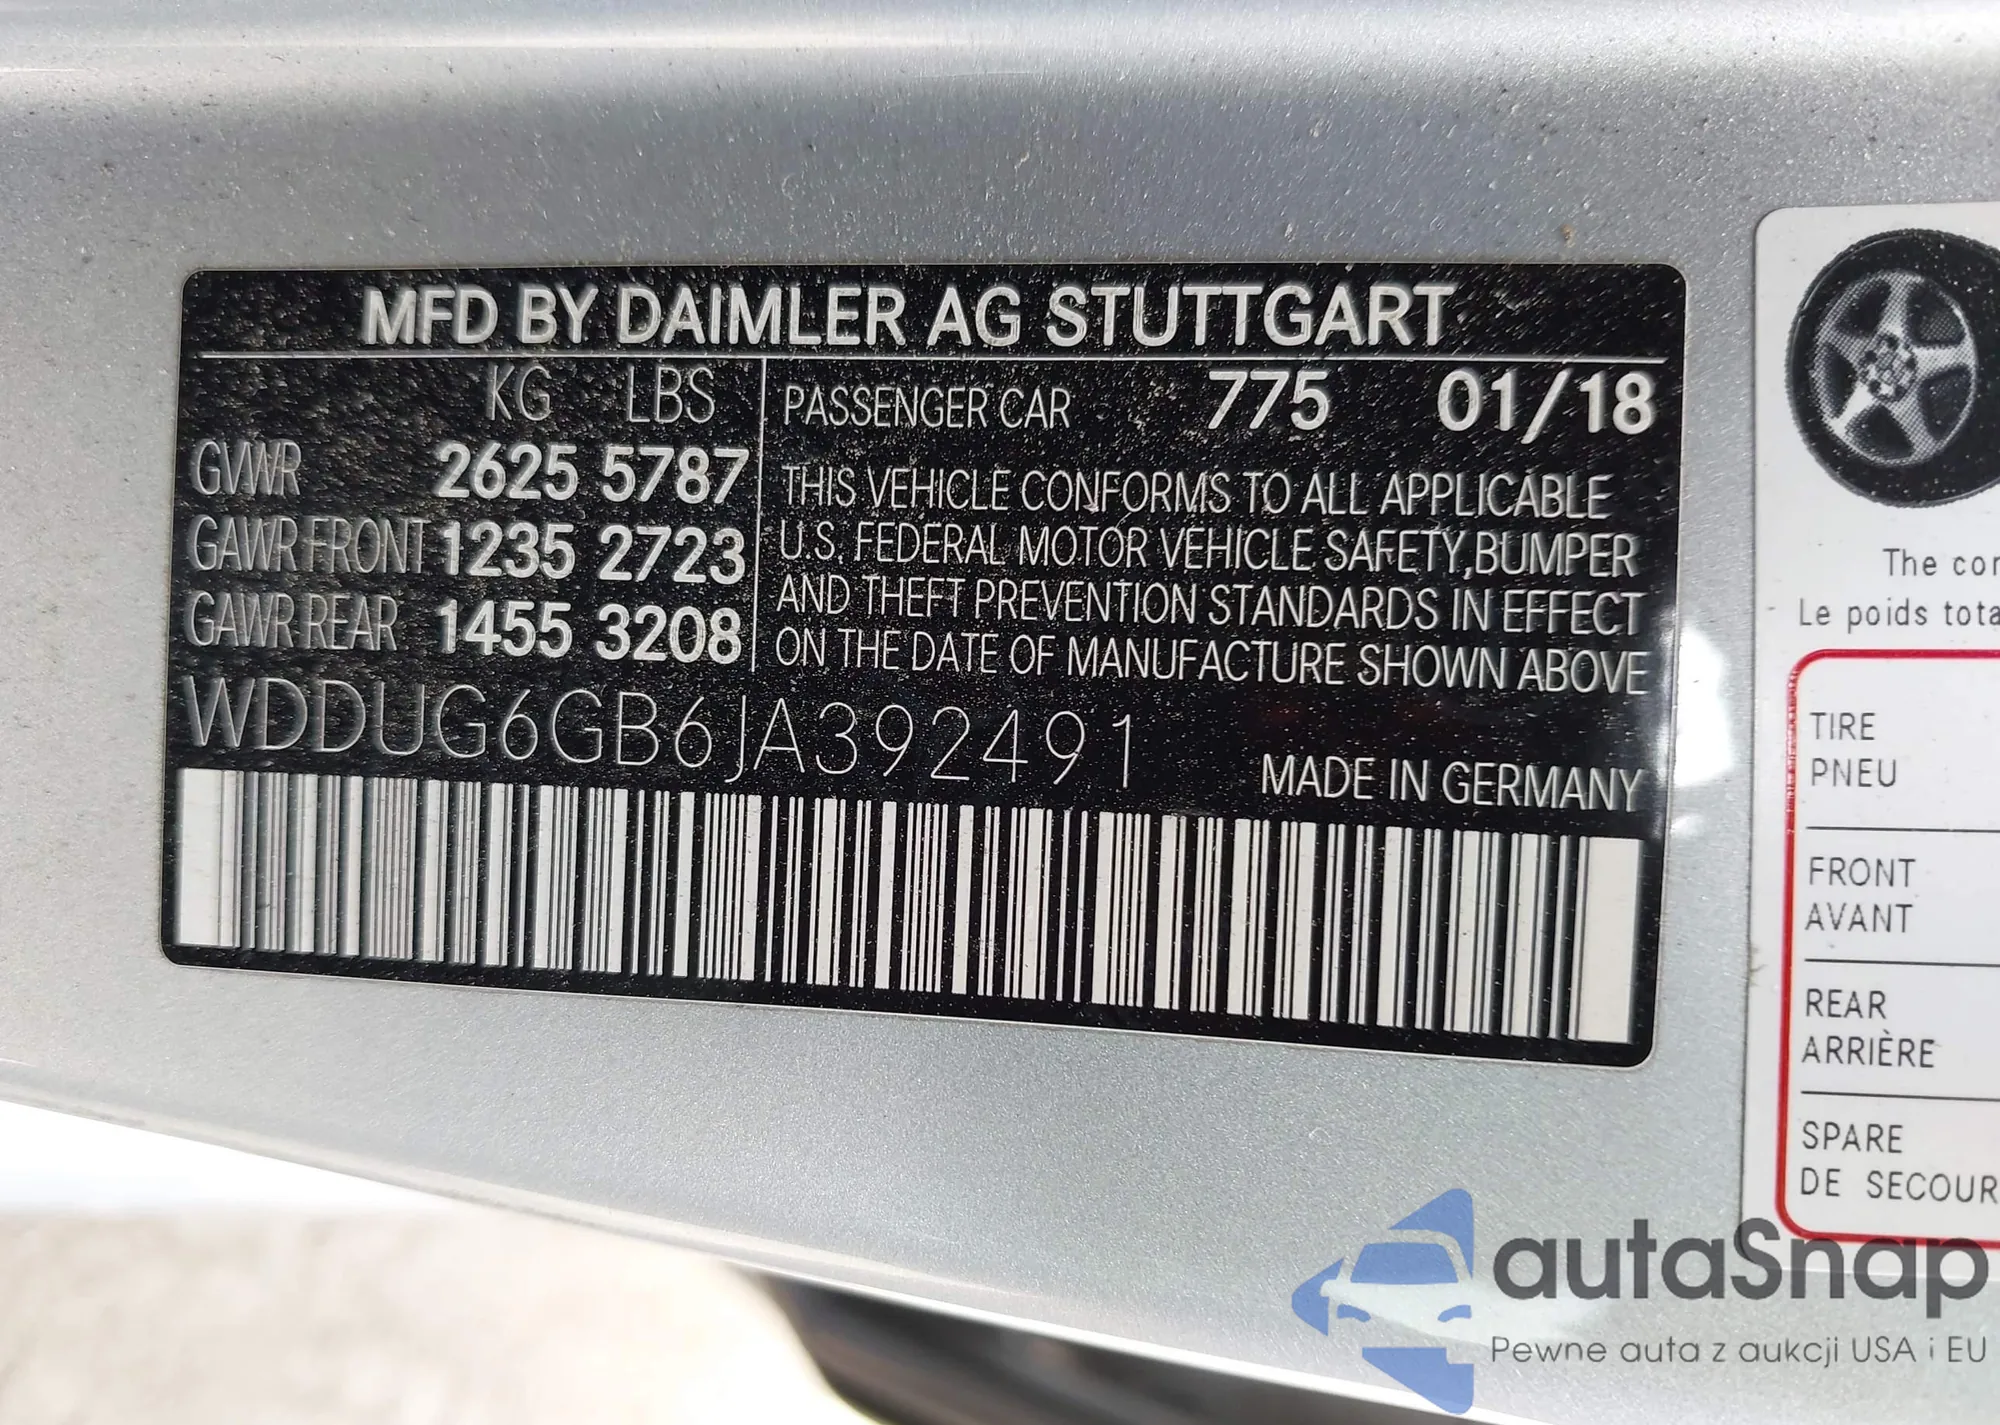 MFD BY DAIMLER AG STUTTGART
KG LBS
GVWR 2625 5787
GAWR FRONT 1235 2723
GAWR REAR 1455 3208
PASSENGER CAR 775 01/18
THIS VEHICLE CONFORMS TO ALL APPLICABLE
U.S. FEDERAL MOTOR VEHICLE SAFETY, BUMPER
AND THEFT PREVENTION STANDARDS IN EFFECT
ON THE DATE OF MANUFACTURE SHOWN ABOVE
WDDUG6GB6JA392491
MADE IN GERMANY
The con
Le poids tota
TIRE
PNEU
FRONT
AVANT
REAR
ARRIÈRE
SPARE
DE SECOUR
autaSnap
Pewne auta z aukcji USA i EU